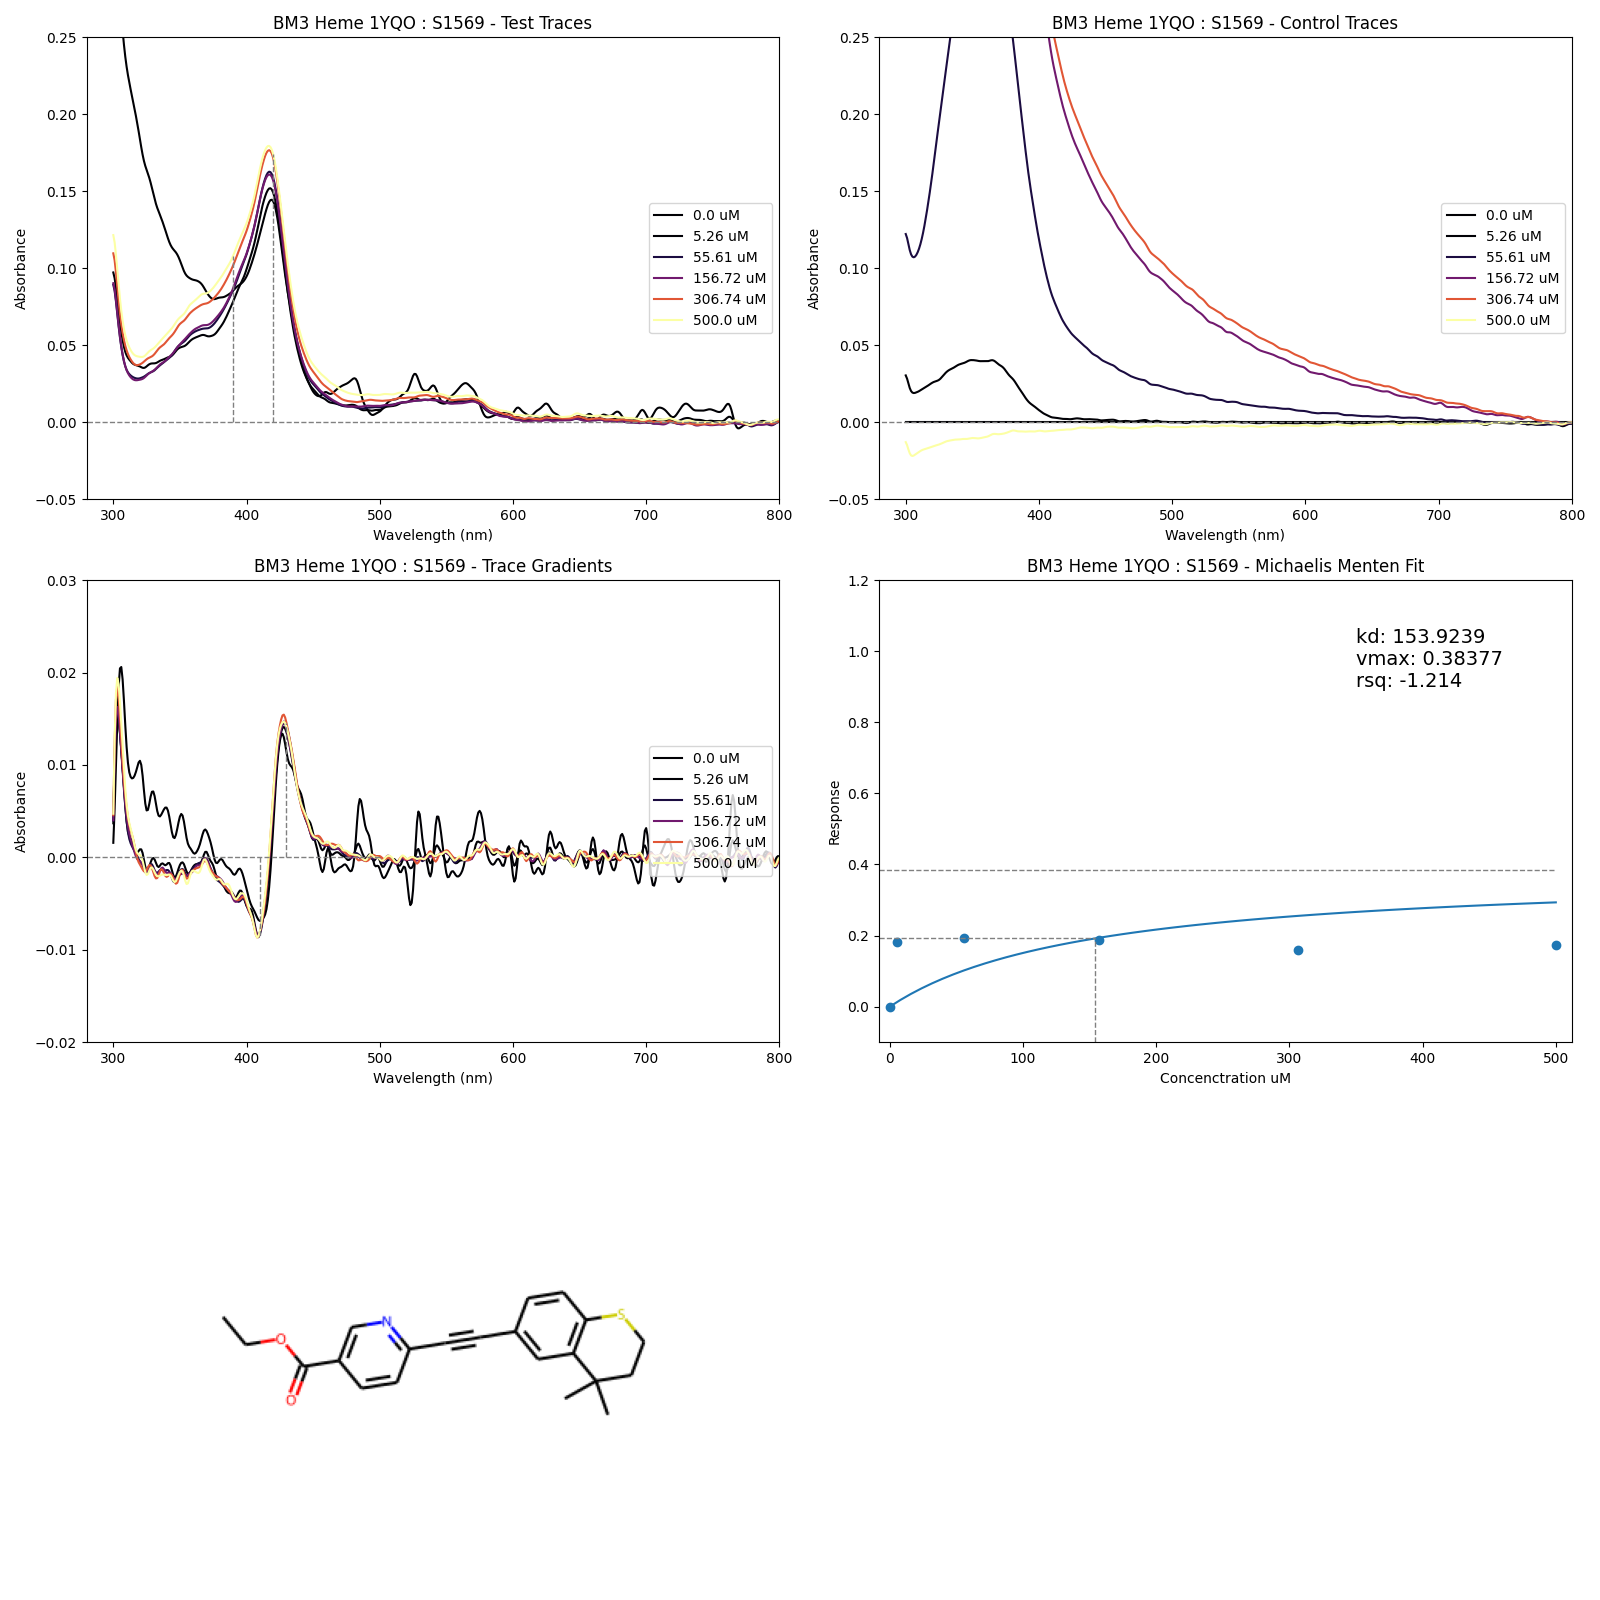 BM3 Heme 1YQO : S1569 - Test Traces
0.25
0.20
0.15
0.10
0.05
0.00
−0.05
Absorbance
0.0 uM
5.26 uM
55.61 uM
156.72 uM
306.74 uM
500.0 uM
300 400 500 600 700 800
Wavelength (nm)
BM3 Heme 1YQO : S1569 - Control Traces
0.25
0.20
0.15
0.10
0.05
0.00
−0.05
Absorbance
0.0 uM
5.26 uM
55.61 uM
156.72 uM
306.74 uM
500.0 uM
300 400 500 600 700 800
Wavelength (nm)
BM3 Heme 1YQO : S1569 - Trace Gradients
0.03
0.02
0.01
0.00
−0.01
−0.02
Absorbance
0.0 uM
5.26 uM
55.61 uM
156.72 uM
306.74 uM
500.0 uM
300 400 500 600 700 800
Wavelength (nm)
BM3 Heme 1YQO : S1569 - Michaelis Menten Fit
1.2
1.0
0.8
0.6
0.4
0.2
0.0
Response
kd: 153.9239
vmax: 0.38377
rsq: -1.214
0 100 200 300 400 500
Concenctration uM
S
N
O
O